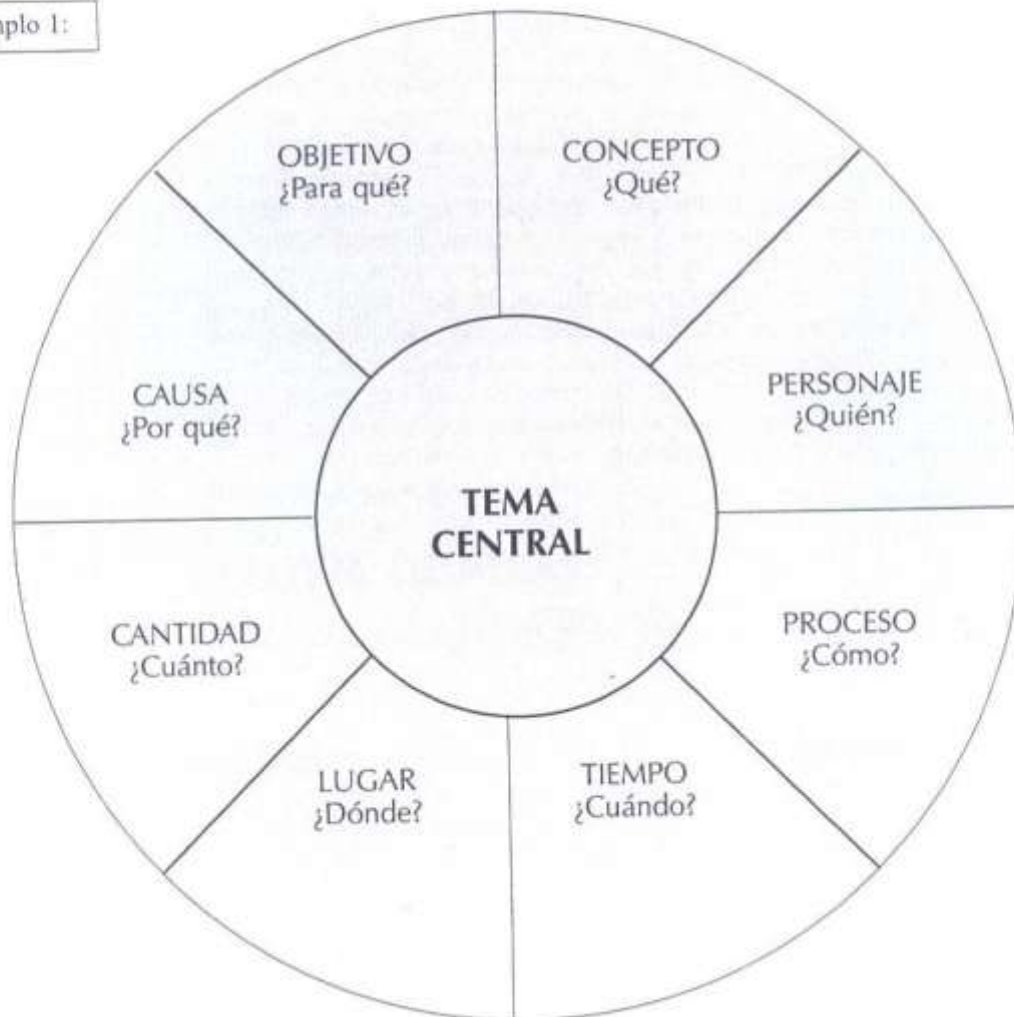 mplo 1:
OBJETIVO
¿Para qué?
CONCEPTO
¿Qué?
CAUSA
¿Por qué?
PERSONAJE
¿Quién?
TEMA
CENTRAL
CANTIDAD
¿Cuánto?
PROCESO
¿Cómo?
LUGAR
¿Dónde?
TIEMPO
¿Cuándo?